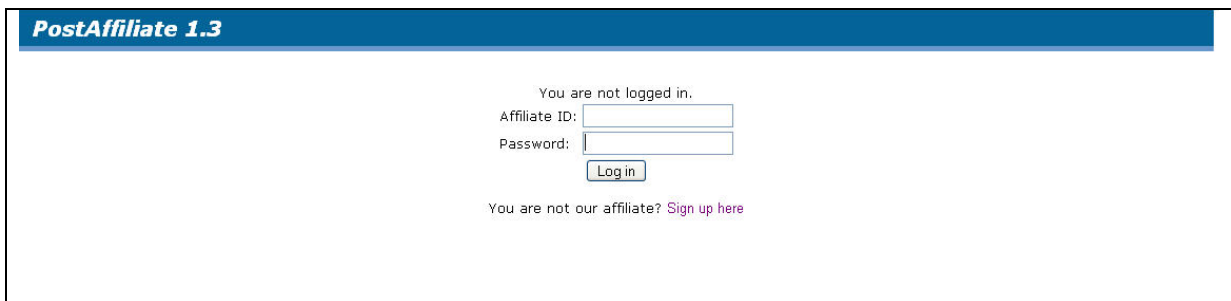 PostAffiliate 1.3
You are not logged in.
Affiliate ID:
Password:
Log in
You are not our affiliate? Sign up here